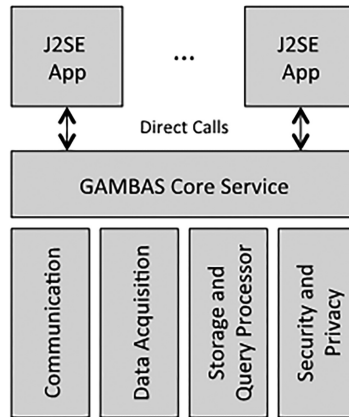 J2SE
App
...
J2SE
App
Direct Calls
GAMBAS Core Service
Communication
Data Acquisition
Storage and
Query Processor
Security and
Privacy